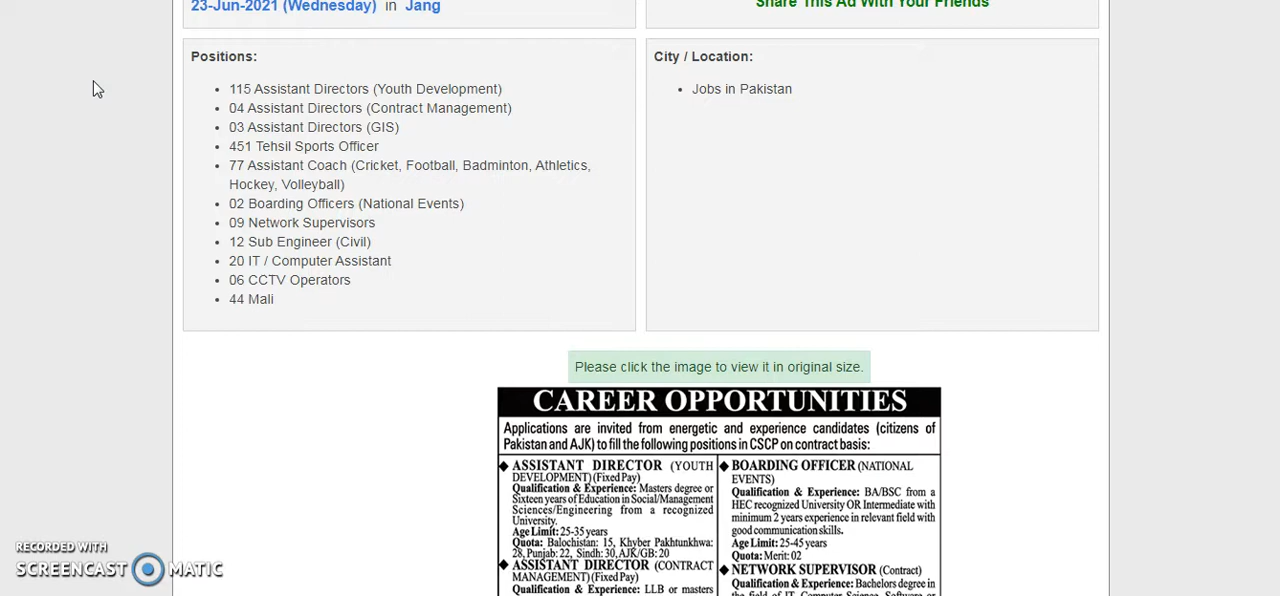 23-Jun-2021 (Wednesday) in Jang
Share This Ad With Your Friends
Positions:
• 115 Assistant Directors (Youth Development)
• 04 Assistant Directors (Contract Management)
• 03 Assistant Directors (GIS)
• 451 Tehsil Sports Officer
• 77 Assistant Coach (Cricket, Football, Badminton, Athletics,
Hockey, Volleyball)
• 02 Boarding Officers (National Events)
• 09 Network Supervisors
• 12 Sub Engineer (Civil)
• 20 IT / Computer Assistant
• 06 CCTV Operators
• 44 Mali
City / Location:
• Jobs in Pakistan
Please click the image to view it in original size.
CAREER OPPORTUNITIES
Applications are invited from energetic and experience candidates (citizens of
Pakistan and AJK) to fill the following positions in CSCP on contract basis:
◆ ASSISTANT DIRECTOR (YOUTH
DEVELOPMENT) (Fixed Pay)
Qualification & Experience: Masters degree or
Sixteen years of Education in Social/Management
Sciences/Engineering from a recognized
University.
Age Limit: 25-35 years
Quota: Balochistan: 15, Khyber Pakhtunkhwa:
28, Punjab: 22, Sindh: 30, AJK/GB: 20
◆ ASSISTANT DIRECTOR (CONTRACT
MANAGEMENT) (Fixed Pay)
Qualification & Experience: LLB or masters
◆ BOARDING OFFICER (NATIONAL
EVENTS)
Qualification & Experience: BA/BSC from a
HEC recognized University OR Intermediate with
minimum 2 years experience in relevant field with
good communication skills.
Age Limit: 25-45 years
Quota: Merit: 02
◆ NETWORK SUPERVISOR (Contract)
Qualification & Experience: Bachelors degree in
the field of IT, Computer Science, Software or
RECORDED WITH
SCREENCAST MATIC